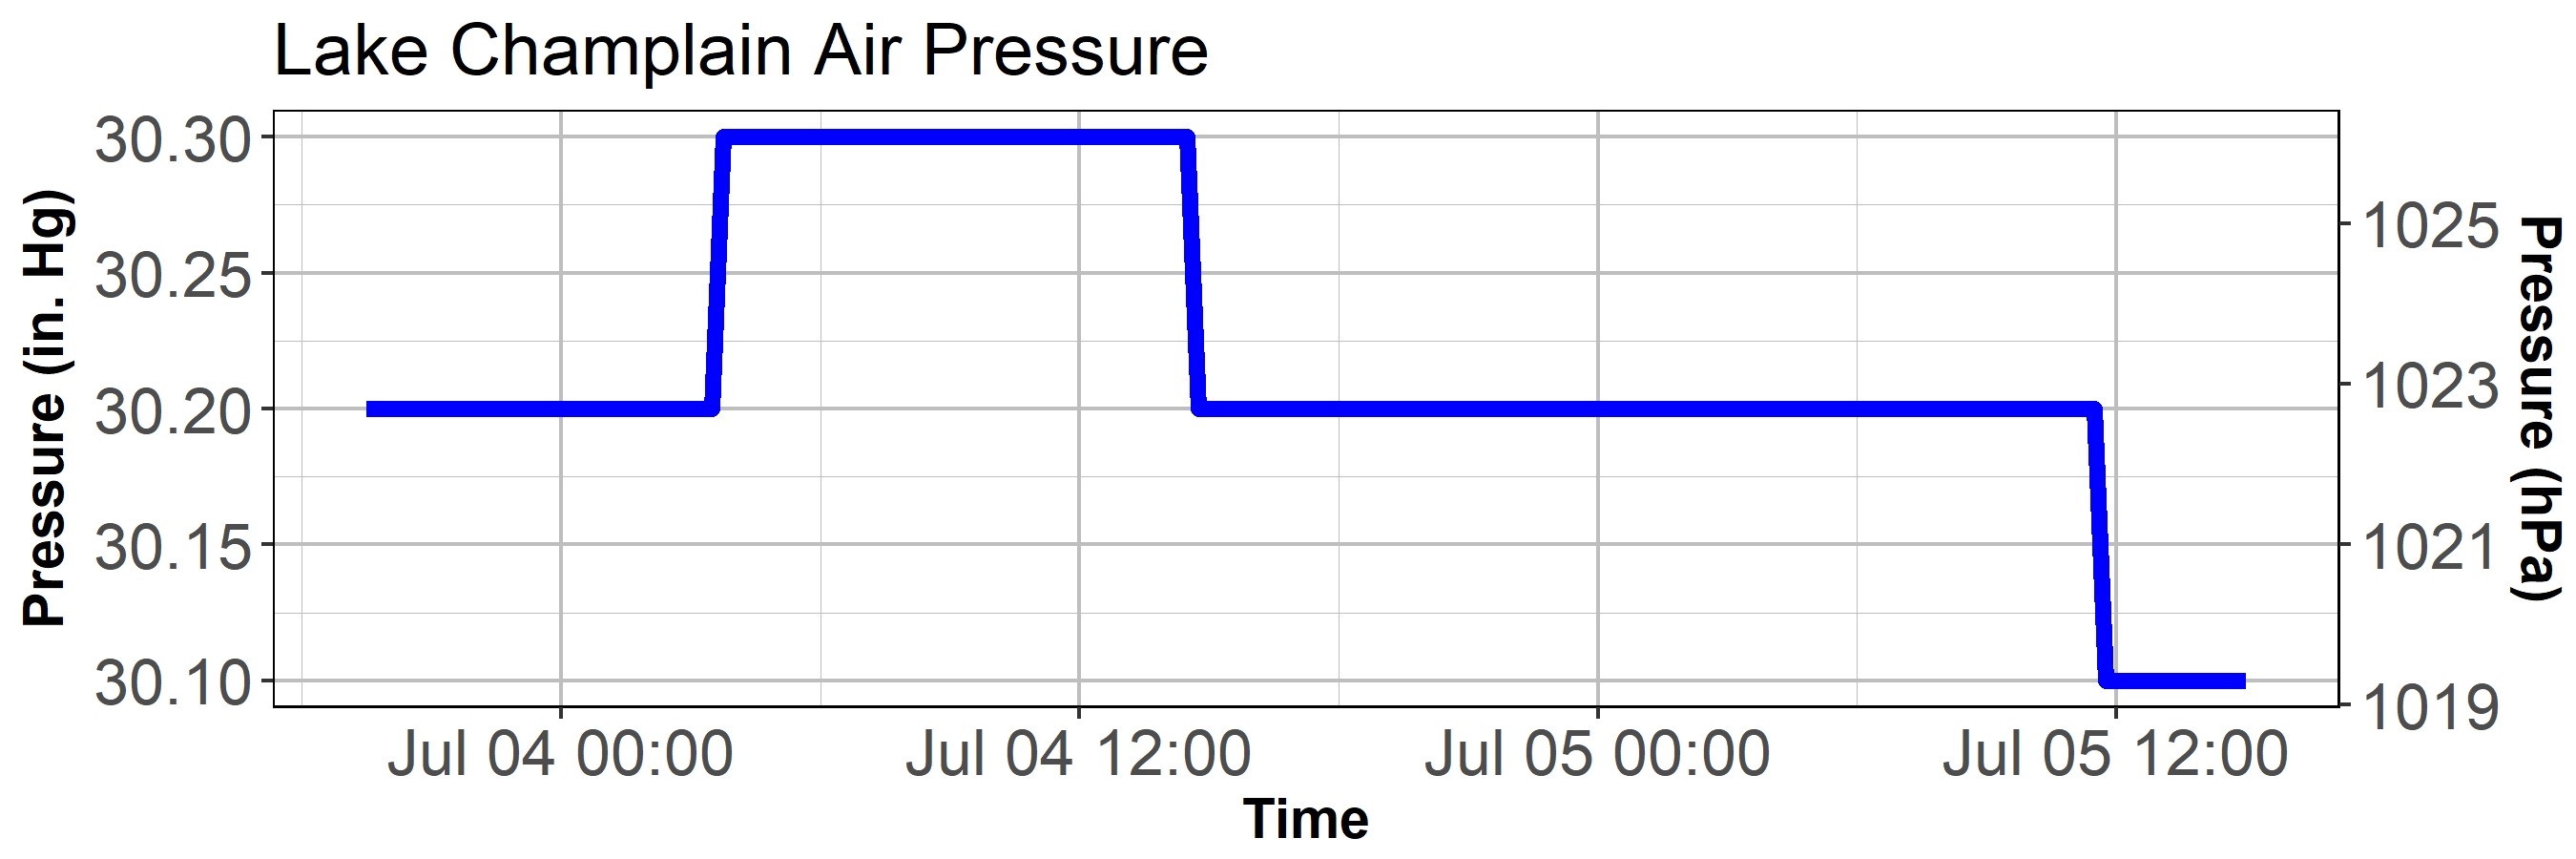 Lake Champlain Air Pressure
Pressure (in. Hg)
30.30
30.25
30.20
30.15
30.10
1025
1023
1021
1019
Pressure (hPa)
Jul 04 00:00
Jul 04 12:00
Jul 05 00:00
Jul 05 12:00
Time